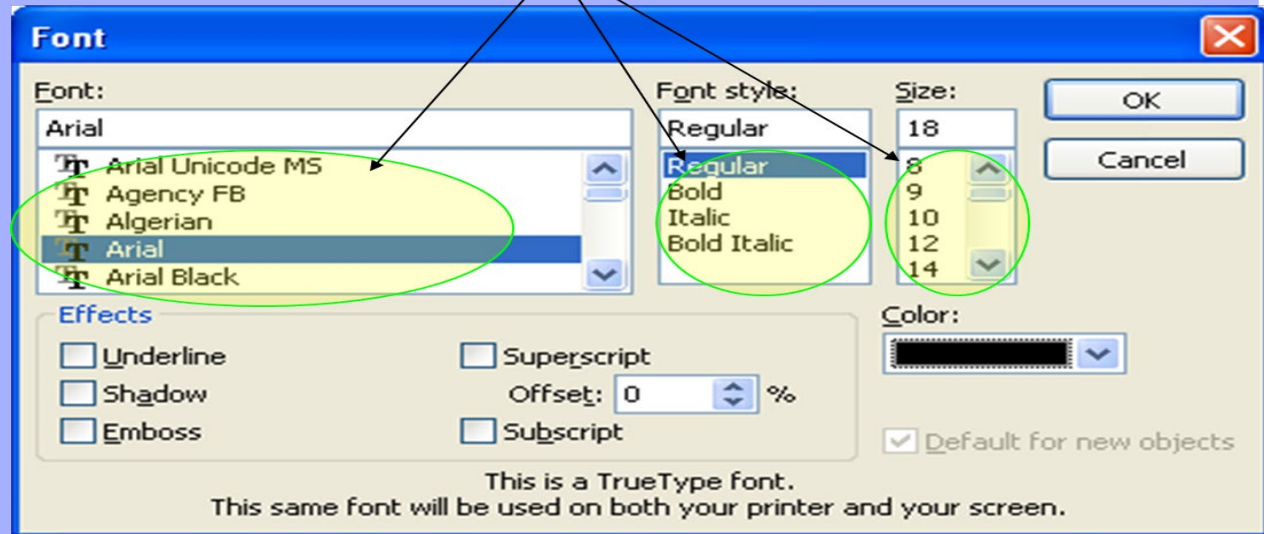 Font
Font: Font style: Size:
Arial Regular 18 OK
Arial Unicode MS Regular 8 Cancel
Agency FB Bold 9
Algerian Italic 10
Arial Bold Italic 12
Arial Black 14
Effects Color:
Underline Superscript
Shadow Offset: 0 %
Emboss Subscript Default for new objects
This is a TrueType font.
This same font will be used on both your printer and your screen.